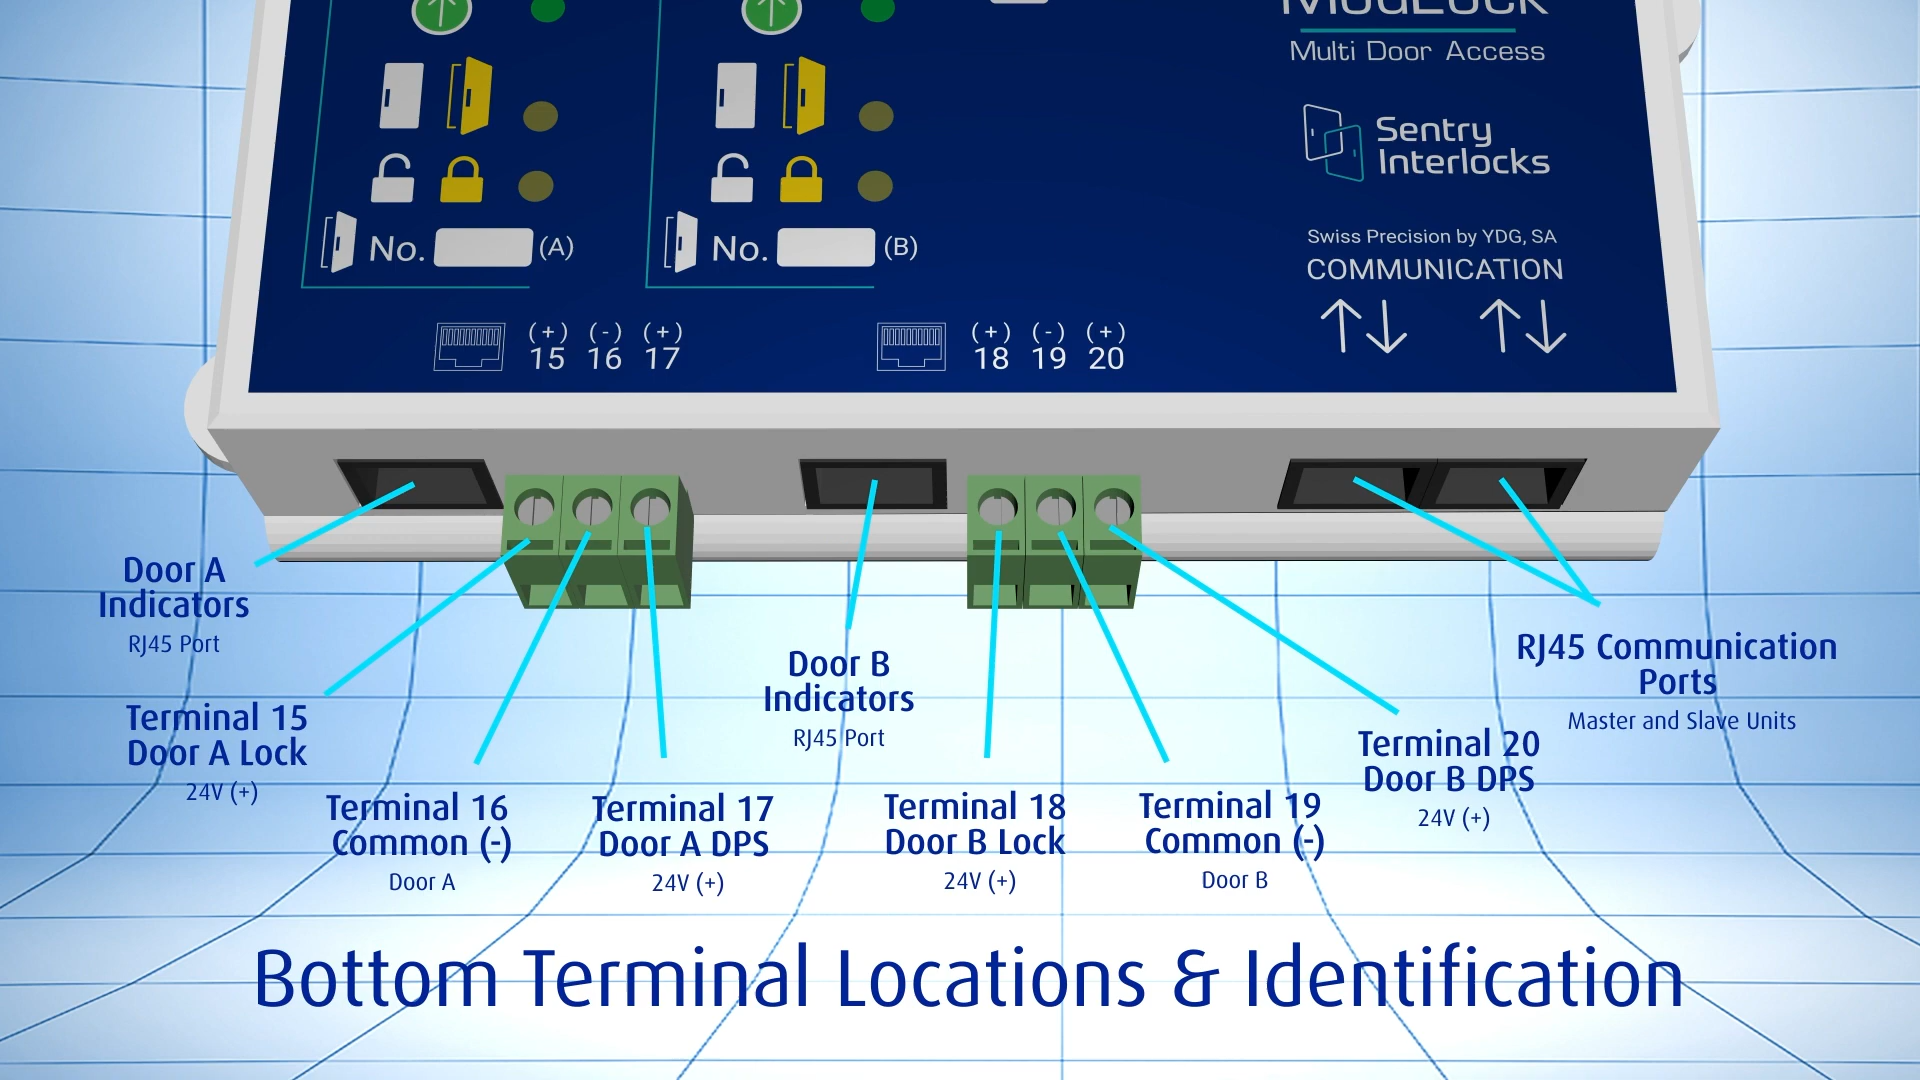 ModLock
Multi Door Access
Sentry
Interlocks
No. (A)
No. (B)
Swiss Precision by YDG, SA
COMMUNICATION
(+) (-) (+)
15 16 17
(+) (-) (+)
18 19 20
Door A
Indicators
RJ45 Port
Terminal 15
Door A Lock
24V (+)
Terminal 16
Common (-)
Door A
Terminal 17
Door A DPS
24V (+)
Door B
Indicators
RJ45 Port
Terminal 18
Door B Lock
24V (+)
Terminal 19
Common (-)
Door B
Terminal 20
Door B DPS
24V (+)
RJ45 Communication
Ports
Master and Slave Units
Bottom Terminal Locations & Identification